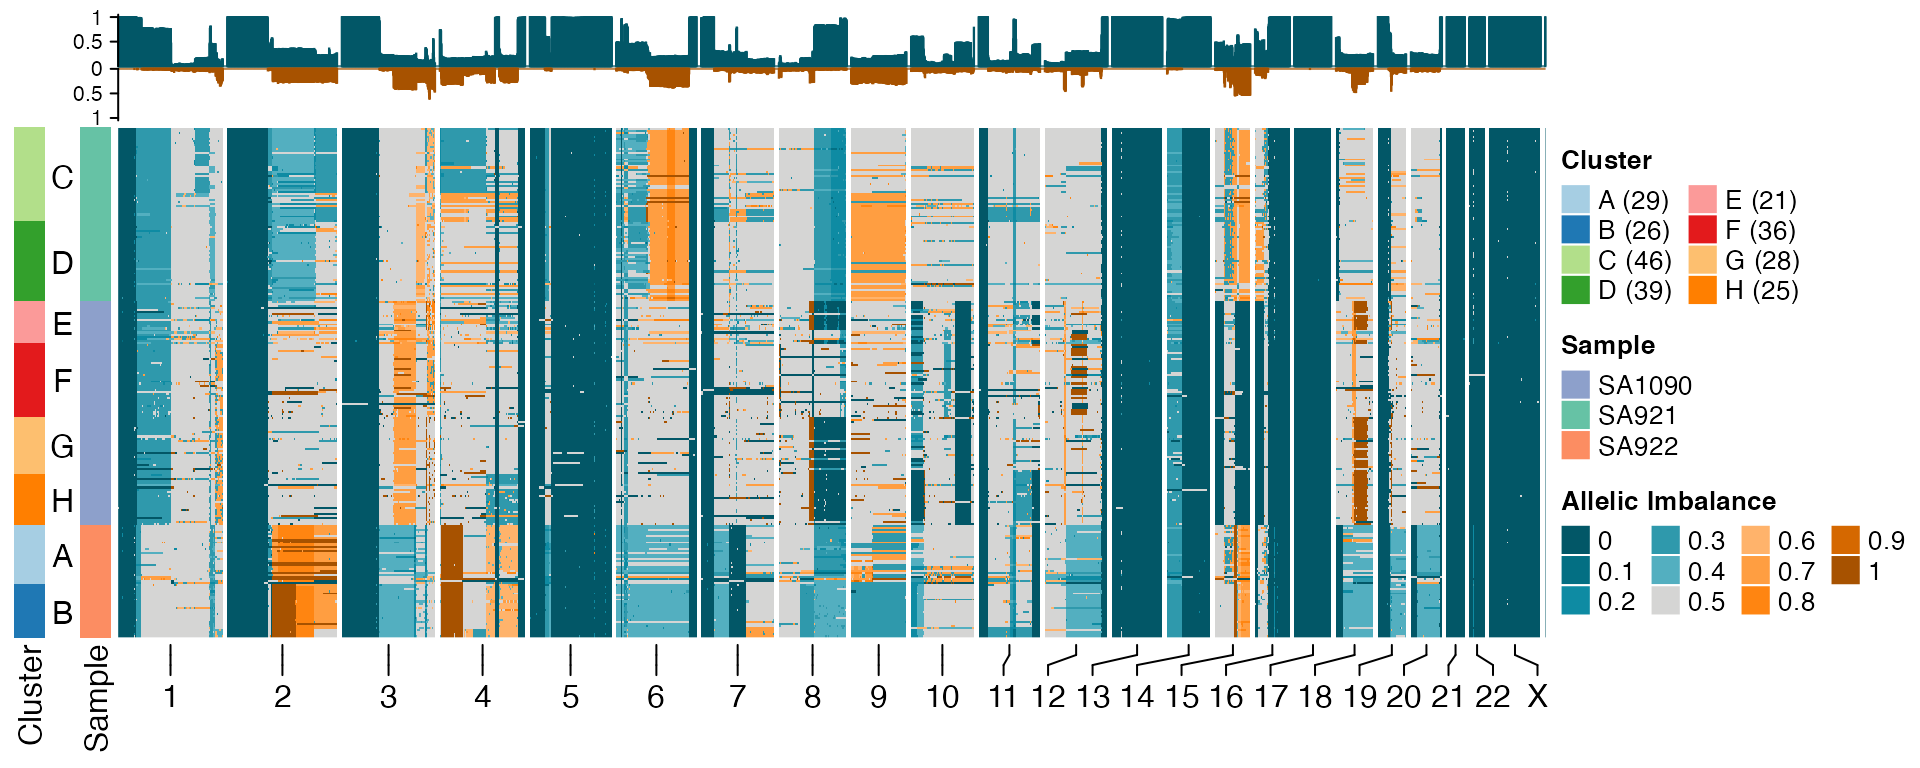 1
0.5
0
0.5
1
C
D
E
F
G
H
A
B
Cluster
Sample
1 2 3 4 5 6 7 8 9 10 11 12 13 14 15 16 17 18 19 20 21 22 X
Cluster
A (29) E (21)
B (26) F (36)
C (46) G (28)
D (39) H (25)
Sample
SA1090
SA921
SA922
Allelic Imbalance
0 0.3 0.6 0.9
0.1 0.4 0.7 1
0.2 0.5 0.8